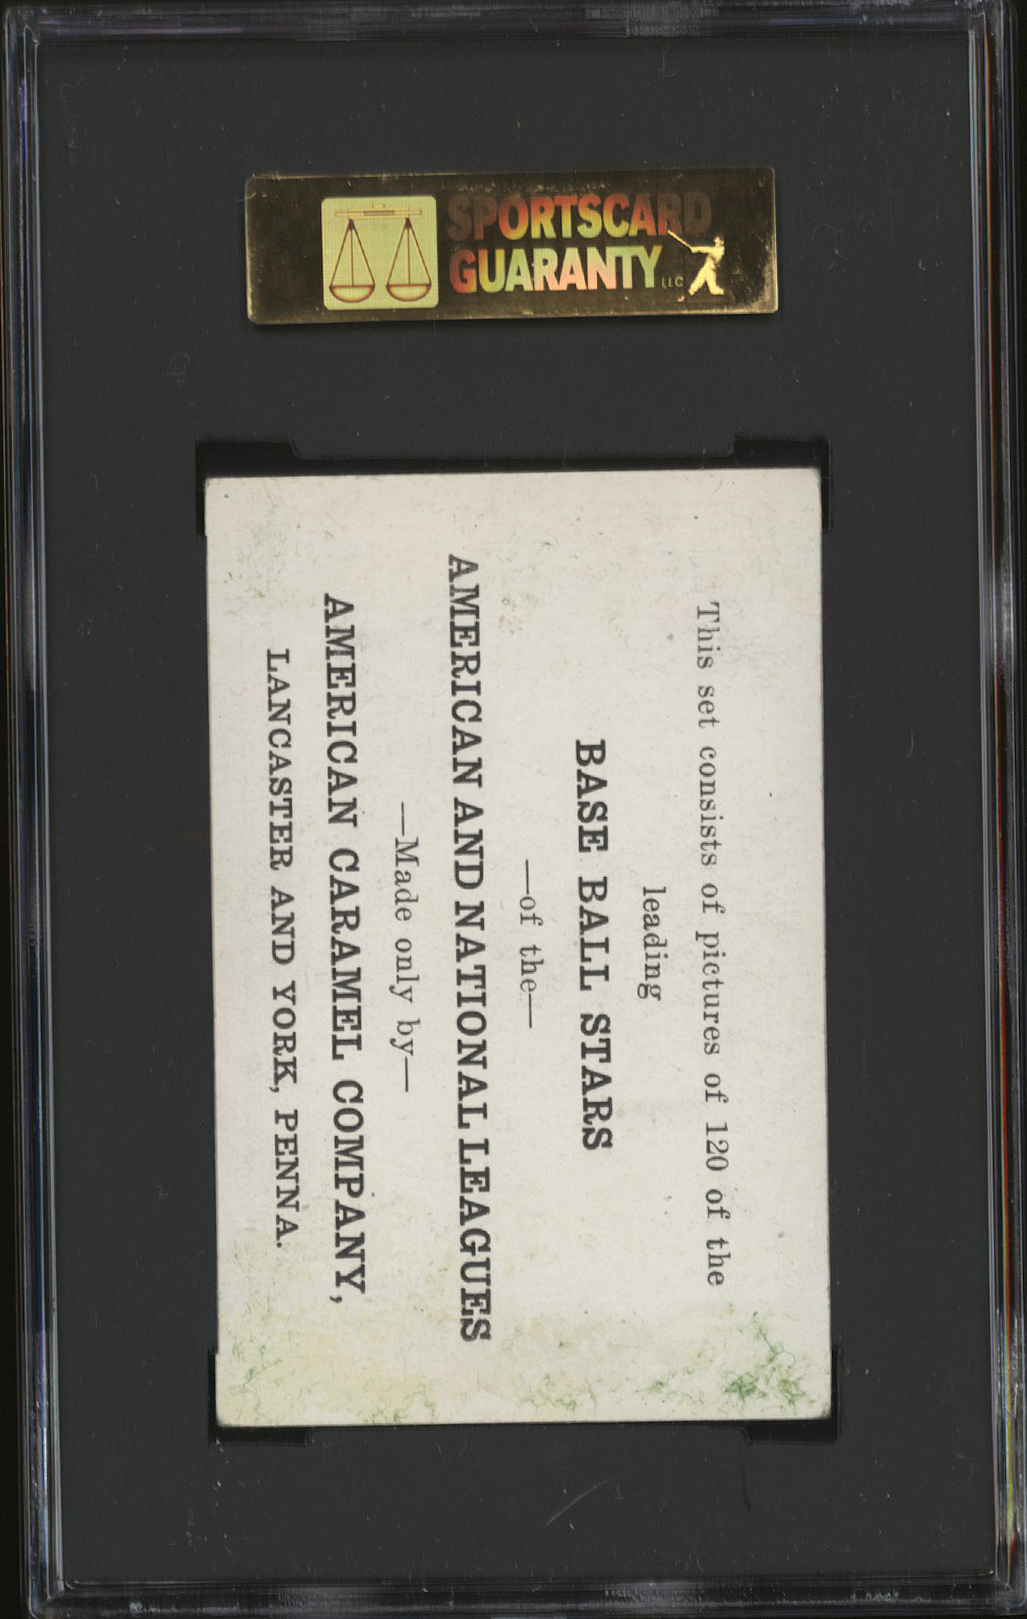 SPORTSCARD
GUARANTY LLC
This set consists of pictures of 120 of the
leading
BASE BALL STARS
—of the—
AMERICAN AND NATIONAL LEAGUES
—Made only by—
AMERICAN CARAMEL COMPANY,
LANCASTER AND YORK, PENNA.